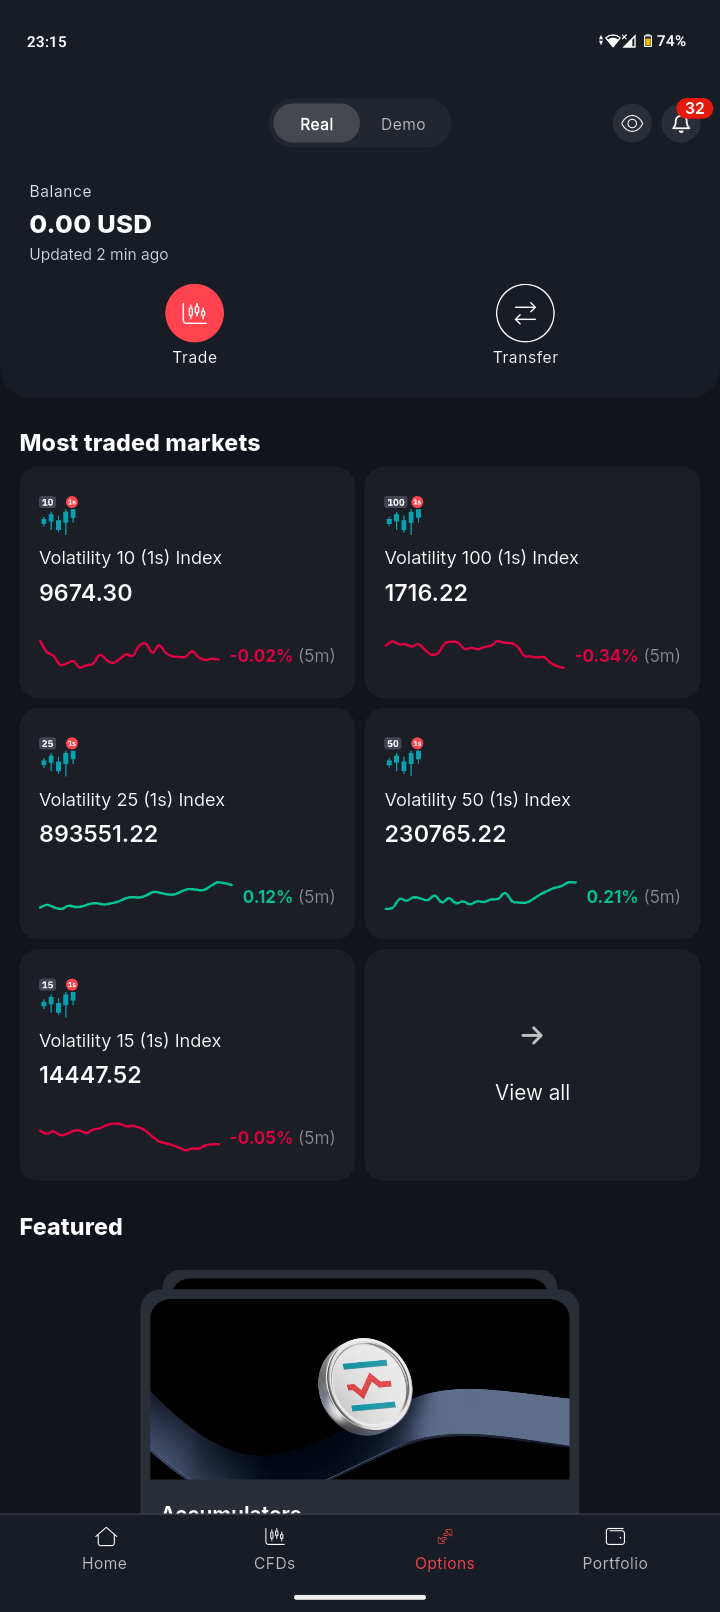 23:15
74%
Real
Demo
32
Balance
0.00 USD
Updated 2 min ago
Trade
Transfer
Most traded markets
10 1s
Volatility 10 (1s) Index
9674.30
-0.02% (5m)
100 1s
Volatility 100 (1s) Index
1716.22
-0.34% (5m)
25 1s
Volatility 25 (1s) Index
893551.22
0.12% (5m)
50 1s
Volatility 50 (1s) Index
230765.22
0.21% (5m)
15 1s
Volatility 15 (1s) Index
14447.52
-0.05% (5m)
View all
Featured
Accumulators
Home
CFDs
Options
Portfolio